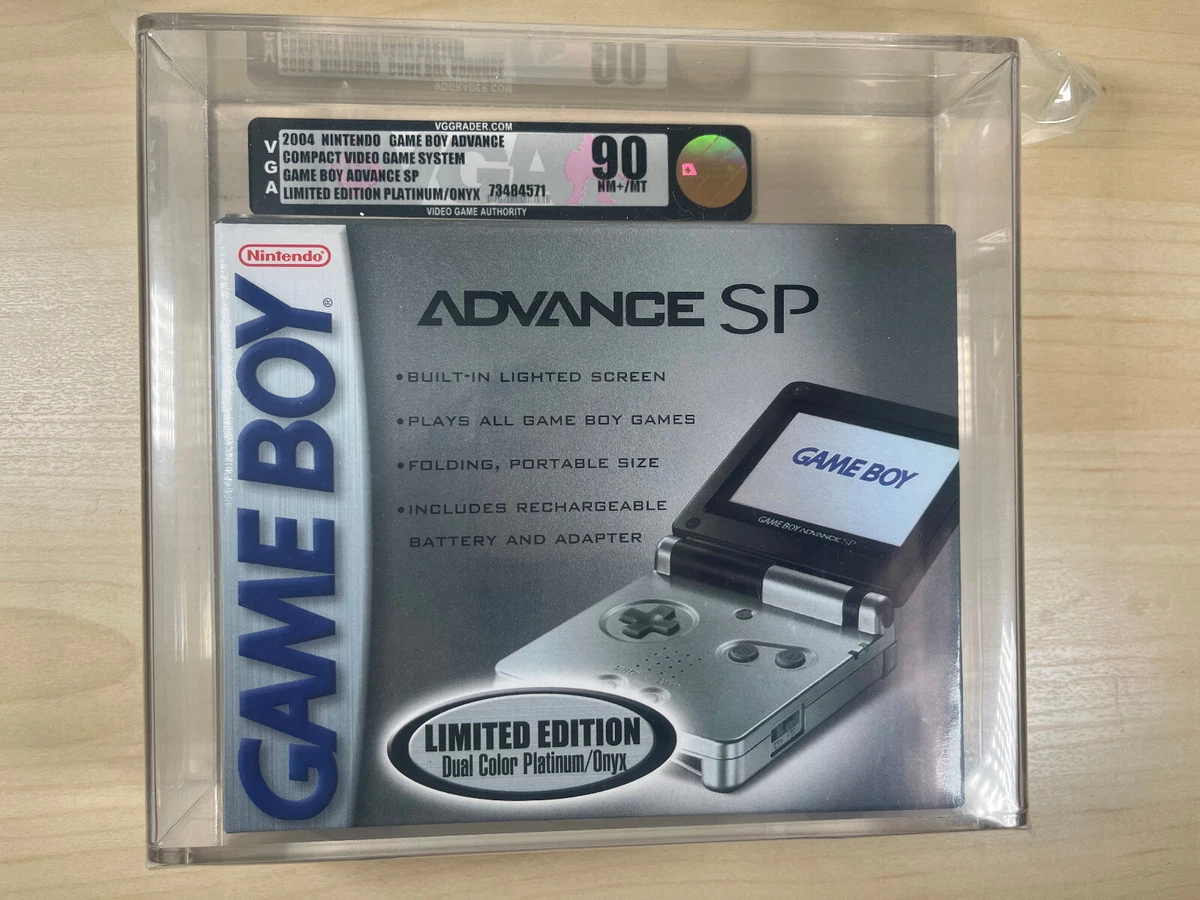 VGGRADER.COM
VGA
2004 NINTENDO GAME BOY ADVANCE
COMPACT VIDEO GAME SYSTEM
GAME BOY ADVANCE SP
LIMITED EDITION PLATINUM/ONYX 73484571
90
NM+/MT
VIDEO GAME AUTHORITY
Nintendo®
GAME BOY®
ADVANCE SP
•BUILT-IN LIGHTED SCREEN
•PLAYS ALL GAME BOY GAMES
•FOLDING, PORTABLE SIZE
•INCLUDES RECHARGEABLE
BATTERY AND ADAPTER
GAME BOY
GAME BOY ADVANCE SP
LIMITED EDITION
Dual Color Platinum/Onyx